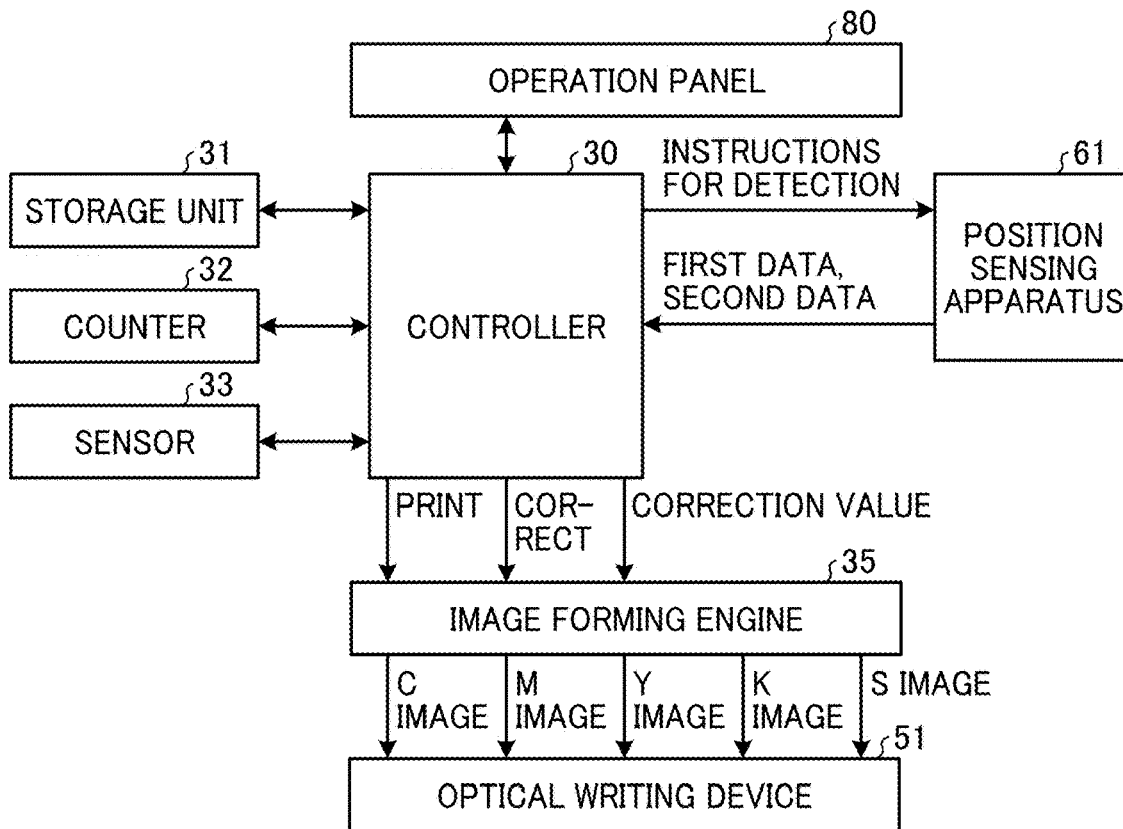 80
OPERATION PANEL
31
STORAGE UNIT
32
COUNTER
33
SENSOR
30
CONTROLLER
INSTRUCTIONS
FOR DETECTION
FIRST DATA,
SECOND DATA
61
POSITION
SENSING
APPARATUS
PRINT
COR-
RECT
CORRECTION VALUE
35
IMAGE FORMING ENGINE
C
IMAGE
M
IMAGE
Y
IMAGE
K
IMAGE
S IMAGE
51
OPTICAL WRITING DEVICE